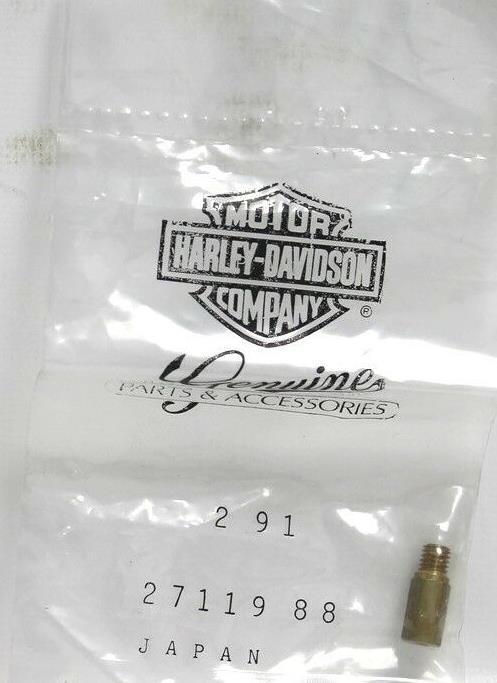 MOTOR
HARLEY-DAVIDSON
COMPANY
®
Genuine
PARTS & ACCESSORIES
2 91
27119 88
JAPAN